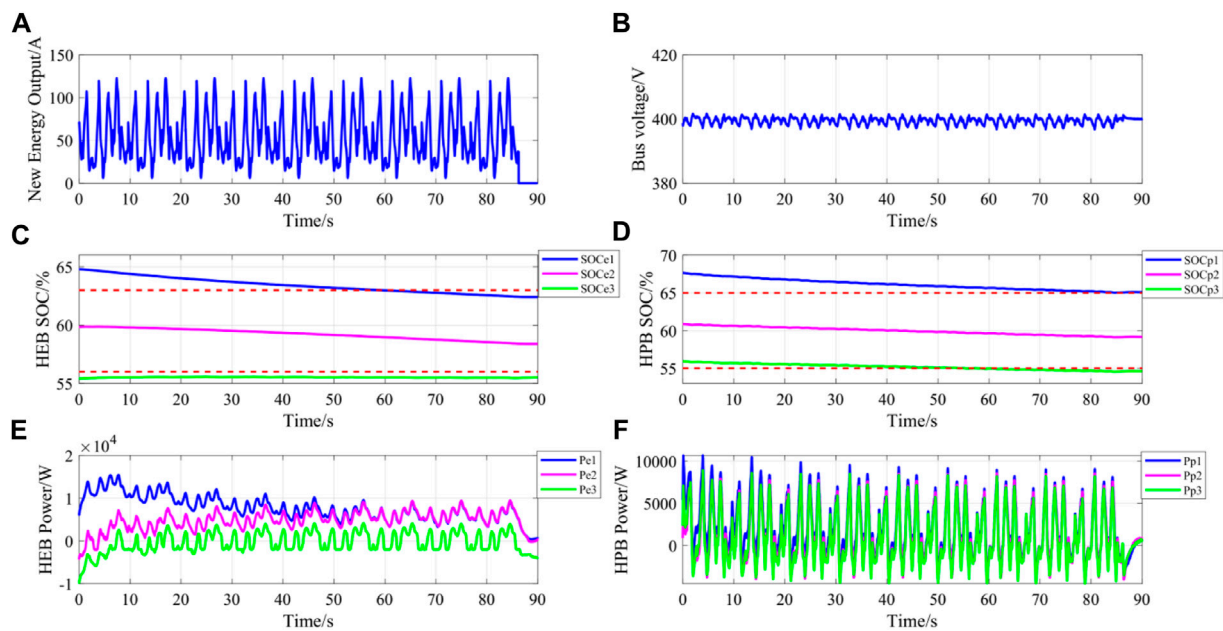 A
New Energy Output/A
150
100
50
0
0 10 20 30 40 50 60 70 80 90
Time/s
B
Bus voltage/V
420
400
380
0 10 20 30 40 50 60 70 80 90
Time/s
C
HEB SOC/%
65
60
55
0 10 20 30 40 50 60 70 80 90
Time/s
SOCe1
SOCe2
SOCe3
D
HPB SOC/%
70
65
60
55
0 10 20 30 40 50 60 70 80 90
Time/s
SOCp1
SOCp2
SOCp3
E
×10^4
HEB Power/W
2
1
0
-1
0 10 20 30 40 50 60 70 80 90
Time/s
Pe1
Pe2
Pe3
F
HPB Power/W
10000
5000
0
0 10 20 30 40 50 60 70 80 90
Time/s
Pp1
Pp2
Pp3